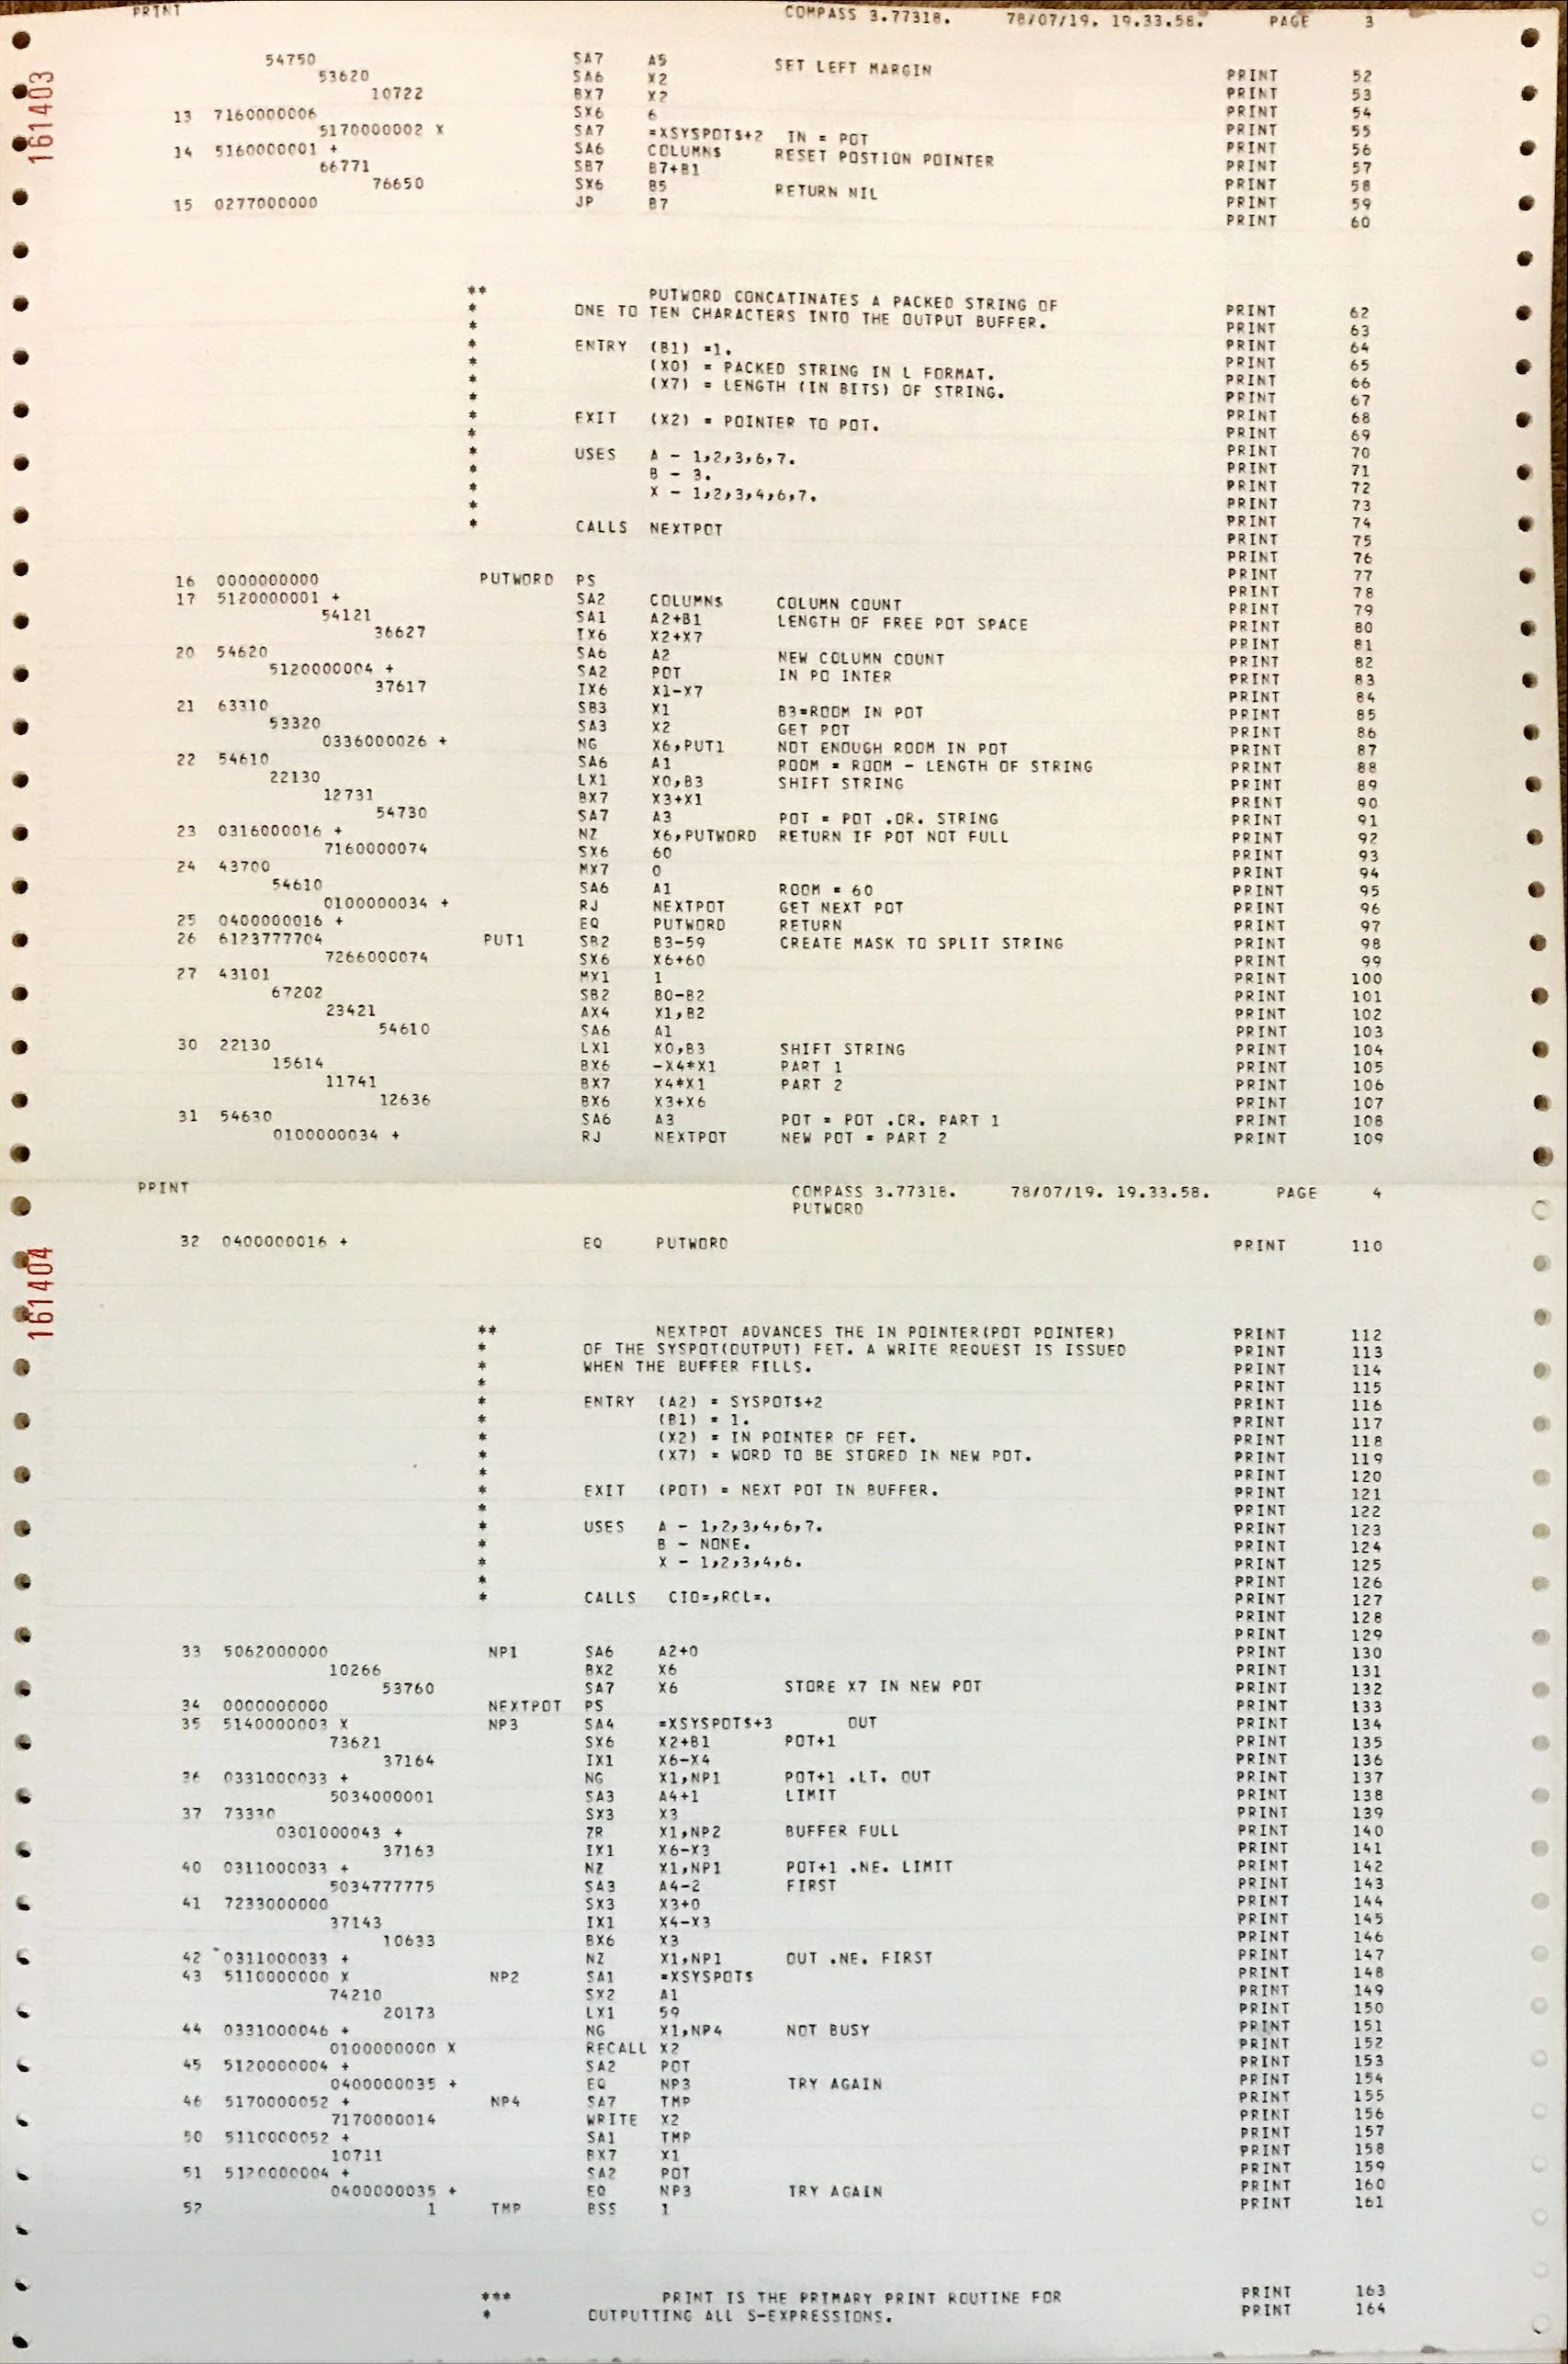 PRINT COMPASS 3.77318. 78/07/19. 19.33.58. PAGE 3
161403
54750 SA7 A5 SET LEFT MARGIN PRINT 52
53620 SA6 X2 PRINT 53
10722 BX7 X2 PRINT 54
13 7160000006 SX6 6 PRINT 55
5170000002 X SA7 =XSYSPOT$+2 IN = POT PRINT 56
14 5160000001 + SA6 COLUMN$ RESET POSTION POINTER PRINT 57
66771 SB7 B7+B1 PRINT 58
76650 SX6 B5 RETURN NIL PRINT 59
15 0277000000 JP B7 PRINT 60
** PUTWORD CONCATINATES A PACKED STRING OF PRINT 62
* ONE TO TEN CHARACTERS INTO THE OUTPUT BUFFER. PRINT 63
* PRINT 64
* ENTRY (B1) =1. PRINT 65
* (X0) = PACKED STRING IN L FORMAT. PRINT 66
* (X7) = LENGTH (IN BITS) OF STRING. PRINT 67
* PRINT 68
* EXIT (X2) = POINTER TO POT. PRINT 69
* PRINT 70
* USES A - 1,2,3,6,7. PRINT 71
* B - 3. PRINT 72
* X - 1,2,3,4,6,7. PRINT 73
* PRINT 74
* CALLS NEXTPOT PRINT 75
PRINT 76
PRINT 77
16 0000000000 PUTWORD PS PRINT 78
17 5120000001 + SA2 COLUMN$ COLUMN COUNT PRINT 79
54121 SA1 A2+B1 LENGTH OF FREE POT SPACE PRINT 80
36627 IX6 X2+X7 PRINT 81
20 54620 SA6 A2 NEW COLUMN COUNT PRINT 82
5120000004 + SA2 POT IN PO INTER PRINT 83
37617 IX6 X1-X7 PRINT 84
21 63310 SB3 X1 B3=ROOM IN POT PRINT 85
53320 SA3 X2 GET POT PRINT 86
0336000026 + NG X6,PUT1 NOT ENOUGH ROOM IN POT PRINT 87
22 54610 SA6 A1 ROOM = ROOM - LENGTH OF STRING PRINT 88
22130 LX1 X0,B3 SHIFT STRING PRINT 89
12731 BX7 X3+X1 PRINT 90
54730 SA7 A3 POT = POT .OR. STRING PRINT 91
23 0316000016 + NZ X6,PUTWORD RETURN IF POT NOT FULL PRINT 92
7160000074 SX6 60 PRINT 93
24 43700 MX7 0 PRINT 94
54610 SA6 A1 ROOM = 60 PRINT 95
0100000034 + RJ NEXTPOT GET NEXT POT PRINT 96
25 0400000016 + EQ PUTWORD RETURN PRINT 97
26 6123777704 PUT1 SB2 B3-59 CREATE MASK TO SPLIT STRING PRINT 98
7266000074 SX6 X6+60 PRINT 99
27 43101 MX1 1 PRINT 100
67202 SB2 B0-B2 PRINT 101
23421 AX4 X1,B2 PRINT 102
54610 SA6 A1 PRINT 103
30 22130 LX1 X0,B3 SHIFT STRING PRINT 104
15614 BX6 -X4*X1 PART 1 PRINT 105
11741 BX7 X4*X1 PART 2 PRINT 106
12636 BX6 X3+X6 PRINT 107
31 54630 SA6 A3 POT = POT .OR. PART 1 PRINT 108
0100000034 + RJ NEXTPOT NEW POT = PART 2 PRINT 109
PRINT COMPASS 3.77318. 78/07/19. 19.33.58. PAGE 4
PUTWORD
161404
32 0400000016 + EQ PUTWORD PRINT 110
** NEXTPOT ADVANCES THE IN POINTER(POT POINTER) PRINT 112
* OF THE SYSPOT(OUTPUT) FET. A WRITE REQUEST IS ISSUED PRINT 113
* WHEN THE BUFFER FILLS. PRINT 114
* PRINT 115
* ENTRY (A2) = SYSPOT$+2 PRINT 116
* (B1) = 1. PRINT 117
* (X2) = IN POINTER OF FET. PRINT 118
* (X7) = WORD TO BE STORED IN NEW POT. PRINT 119
* PRINT 120
* EXIT (POT) = NEXT POT IN BUFFER. PRINT 121
* PRINT 122
* USES A - 1,2,3,4,6,7. PRINT 123
* B - NONE. PRINT 124
* X - 1,2,3,4,6. PRINT 125
* PRINT 126
* CALLS CIO=,RCL=. PRINT 127
PRINT 128
PRINT 129
33 5062000000 NP1 SA6 A2+0 PRINT 130
10266 BX2 X6 PRINT 131
53760 SA7 X6 STORE X7 IN NEW POT PRINT 132
34 0000000000 NEXTPOT PS PRINT 133
35 5140000003 X NP3 SA4 =XSYSPOT$+3 OUT PRINT 134
73621 SX6 X2+B1 POT+1 PRINT 135
37164 IX1 X6-X4 PRINT 136
36 0331000033 + NG X1,NP1 POT+1 .LT. OUT PRINT 137
5034000001 SA3 A4+1 LIMIT PRINT 138
37 73330 SX3 X3 PRINT 139
0301000043 + ZR X1,NP2 BUFFER FULL PRINT 140
37163 IX1 X6-X3 PRINT 141
40 0311000033 + NZ X1,NP1 POT+1 .NE. LIMIT PRINT 142
5034777775 SA3 A4-2 FIRST PRINT 143
41 7233000000 SX3 X3+0 PRINT 144
37143 IX1 X4-X3 PRINT 145
10633 BX6 X3 PRINT 146
42 0311000033 + NZ X1,NP1 OUT .NE. FIRST PRINT 147
43 5110000000 X NP2 SA1 =XSYSPOT$ PRINT 148
74210 SX2 A1 PRINT 149
20173 LX1 59 PRINT 150
44 0331000046 + NG X1,NP4 NOT BUSY PRINT 151
0100000000 X RECALL X2 PRINT 152
45 5120000004 + SA2 POT PRINT 153
0400000035 + EQ NP3 TRY AGAIN PRINT 154
46 5170000052 + NP4 SA7 TMP PRINT 155
7170000014 WRITE X2 PRINT 156
50 5110000052 + SA1 TMP PRINT 157
10711 BX7 X1 PRINT 158
51 5120000004 + SA2 POT PRINT 159
0400000035 + EQ NP3 TRY AGAIN PRINT 160
52 1 TMP BSS 1 PRINT 161
*** PRINT IS THE PRIMARY PRINT ROUTINE FOR PRINT 163
* OUTPUTTING ALL S-EXPRESSIONS. PRINT 164